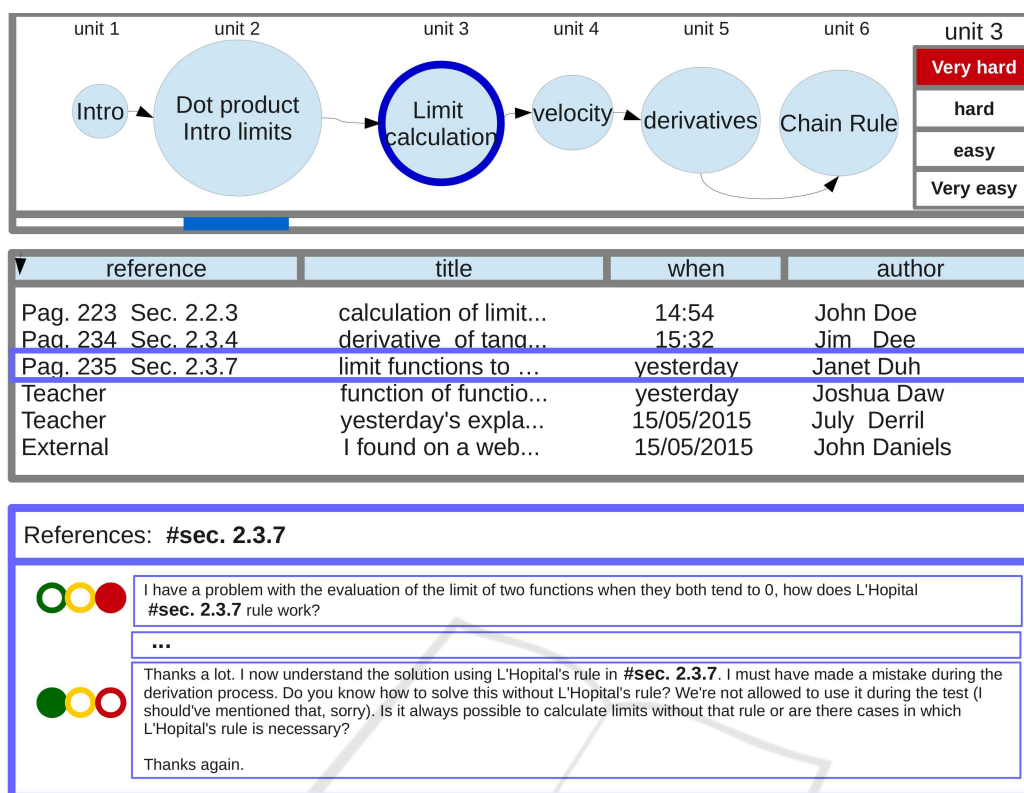 unit 1 unit 2 unit 3 unit 4 unit 5 unit 6 unit 3
Intro
Dot product
Intro limits
Limit
calculation
velocity
derivatives
Chain Rule
Very hard
hard
easy
Very easy
reference title when author
Pag. 223 Sec. 2.2.3 calculation of limit... 14:54 John Doe
Pag. 234 Sec. 2.3.4 derivative of tang... 15:32 Jim Dee
Pag. 235 Sec. 2.3.7 limit functions to … yesterday Janet Duh
Teacher function of functio... yesterday Joshua Daw
Teacher yesterday's expla... 15/05/2015 July Derril
External I found on a web... 15/05/2015 John Daniels
References: #sec. 2.3.7
I have a problem with the evaluation of the limit of two functions when they both tend to 0, how does L'Hopital
#sec. 2.3.7 rule work?
...
Thanks a lot. I now understand the solution using L'Hopital's rule in #sec. 2.3.7. I must have made a mistake during the
derivation process. Do you know how to solve this without L'Hopital's rule? We're not allowed to use it during the test (I
should've mentioned that, sorry). Is it always possible to calculate limits without that rule or are there cases in which
L'Hopital's rule is necessary?
Thanks again.